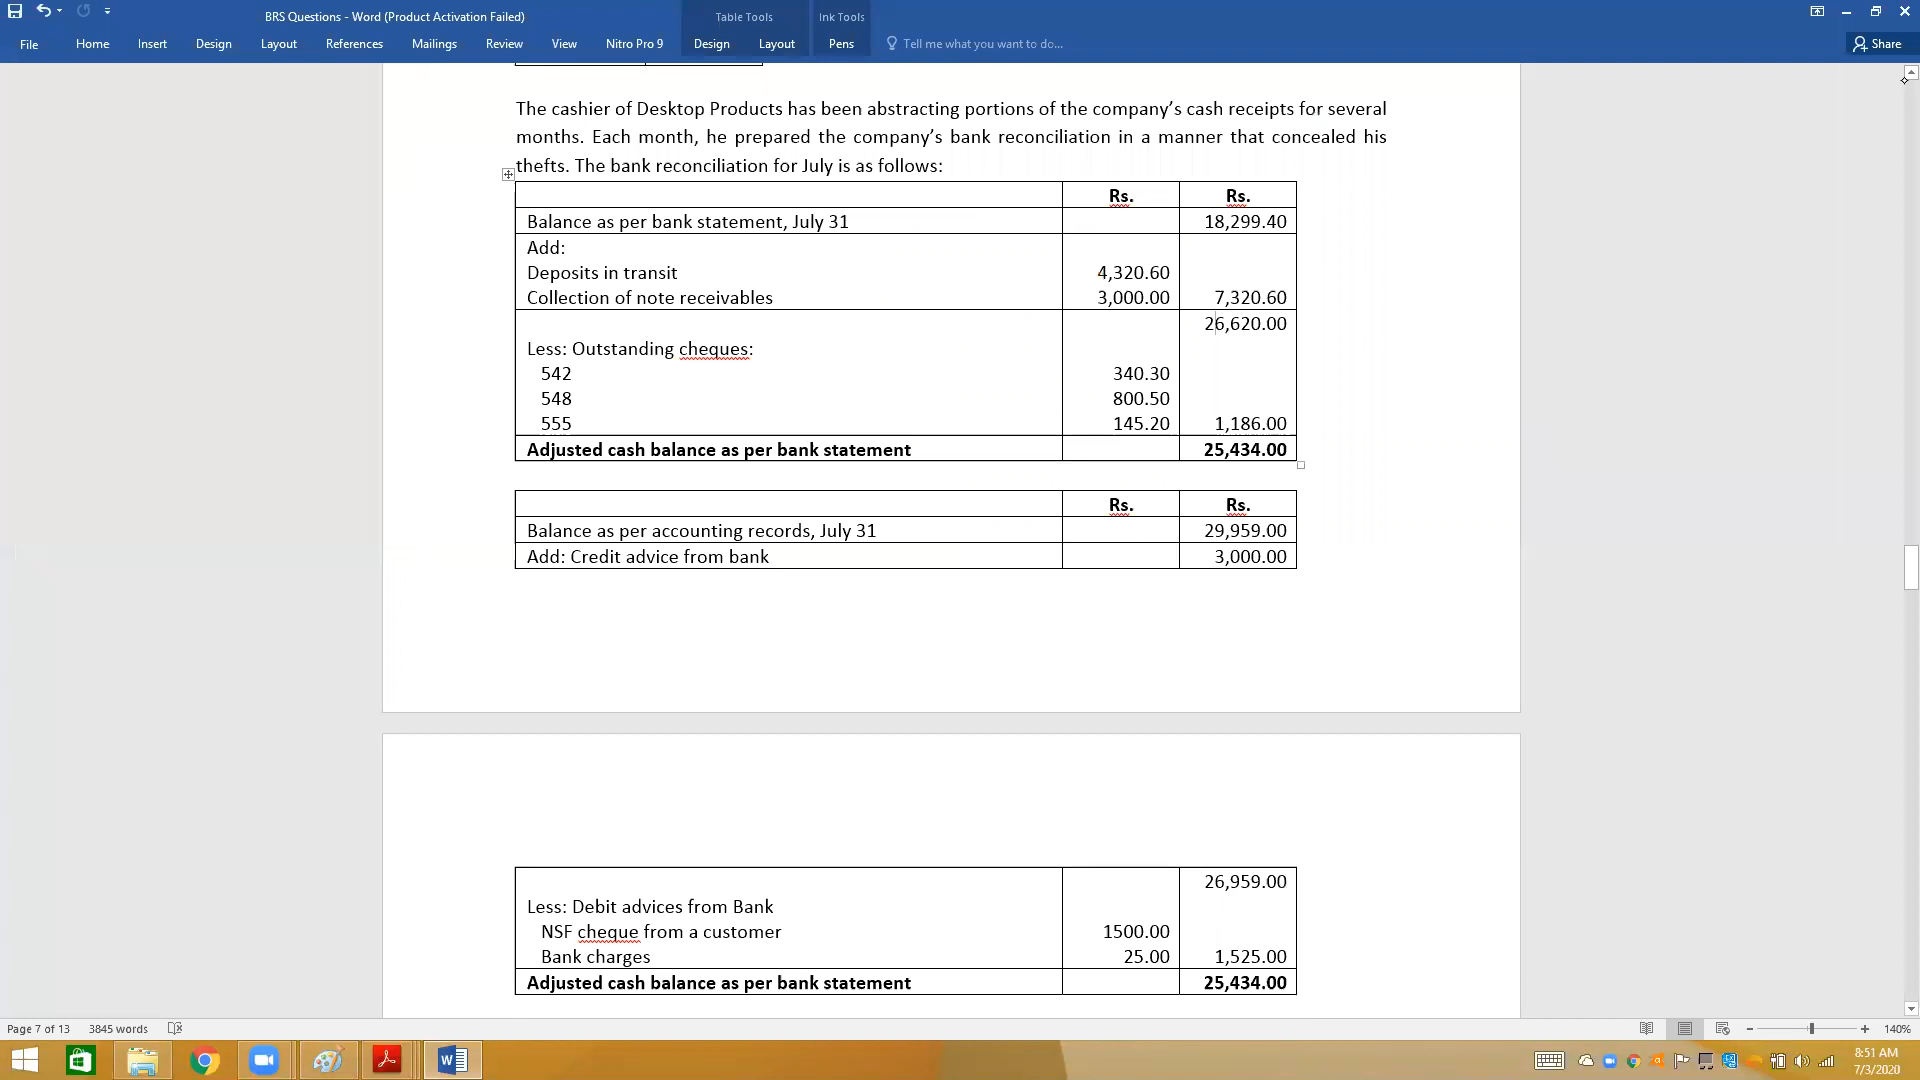 BRS Questions - Word (Product Activation Failed)
Table Tools
Ink Tools
File
Home
Insert
Design
Layout
References
Mailings
Review
View
Nitro Pro 9
Design
Layout
Pens
Tell me what you want to do...
Share
The cashier of Desktop Products has been abstracting portions of the company's cash receipts for several
months. Each month, he prepared the company's bank reconciliation in a manner that concealed his
thefts. The bank reconciliation for July is as follows:
Rs. Rs.
Balance as per bank statement, July 31 18,299.40
Add:
Deposits in transit 4,320.60
Collection of note receivables 3,000.00 7,320.60
26,620.00
Less: Outstanding cheques:
542 340.30
548 800.50
555 145.20 1,186.00
Adjusted cash balance as per bank statement 25,434.00
Rs. Rs.
Balance as per accounting records, July 31 29,959.00
Add: Credit advice from bank 3,000.00
26,959.00
Less: Debit advices from Bank
NSF cheque from a customer 1500.00
Bank charges 25.00 1,525.00
Adjusted cash balance as per bank statement 25,434.00
Page 7 of 13 3845 words 140%
8:51 AM
7/3/2020